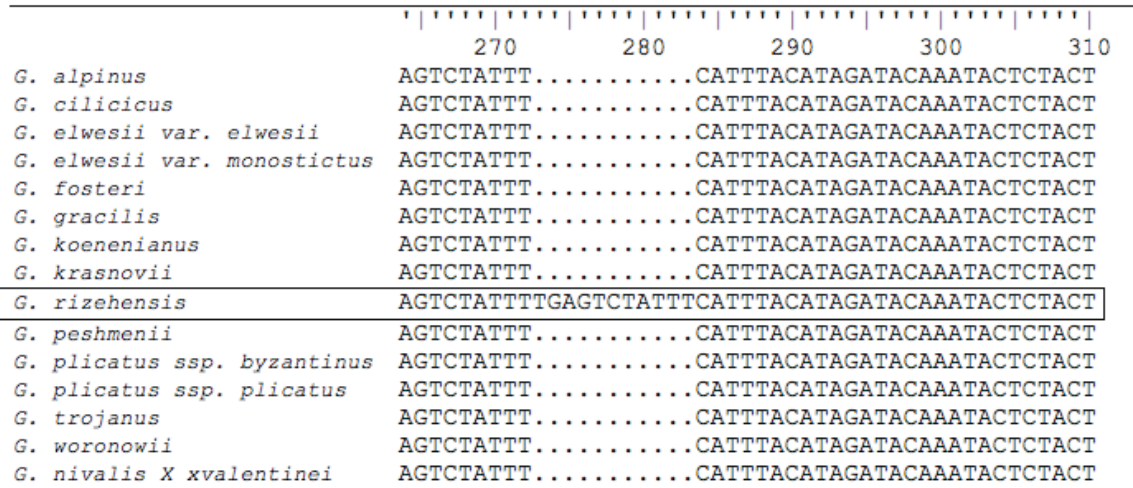 '|''''|''''|''''|''''|''''|''''|''''|''''|''''|
270 280 290 300 310
G. alpinus AGTCTATTT...........CATTTACATAGATACAAATACTCTACT
G. cilicicus AGTCTATTT...........CATTTACATAGATACAAATACTCTACT
G. elwesii var. elwesii AGTCTATTT...........CATTTACATAGATACAAATACTCTACT
G. elwesii var. monostictus AGTCTATTT...........CATTTACATAGATACAAATACTCTACT
G. fosteri AGTCTATTT...........CATTTACATAGATACAAATACTCTACT
G. gracilis AGTCTATTT...........CATTTACATAGATACAAATACTCTACT
G. koenenianus AGTCTATTT...........CATTTACATAGATACAAATACTCTACT
G. krasnovii AGTCTATTT...........CATTTACATAGATACAAATACTCTACT
G. rizehensis AGTCTATTTTGAGTCTATTTCATTTACATAGATACAAATACTCTACT
G. peshmenii AGTCTATTT...........CATTTACATAGATACAAATACTCTACT
G. plicatus ssp. byzantinus AGTCTATTT...........CATTTACATAGATACAAATACTCTACT
G. plicatus ssp. plicatus AGTCTATTT...........CATTTACATAGATACAAATACTCTACT
G. trojanus AGTCTATTT...........CATTTACATAGATACAAATACTCTACT
G. woronowii AGTCTATTT...........CATTTACATAGATACAAATACTCTACT
G. nivalis X xvalentinei AGTCTATTT...........CATTTACATAGATACAAATACTCTACT